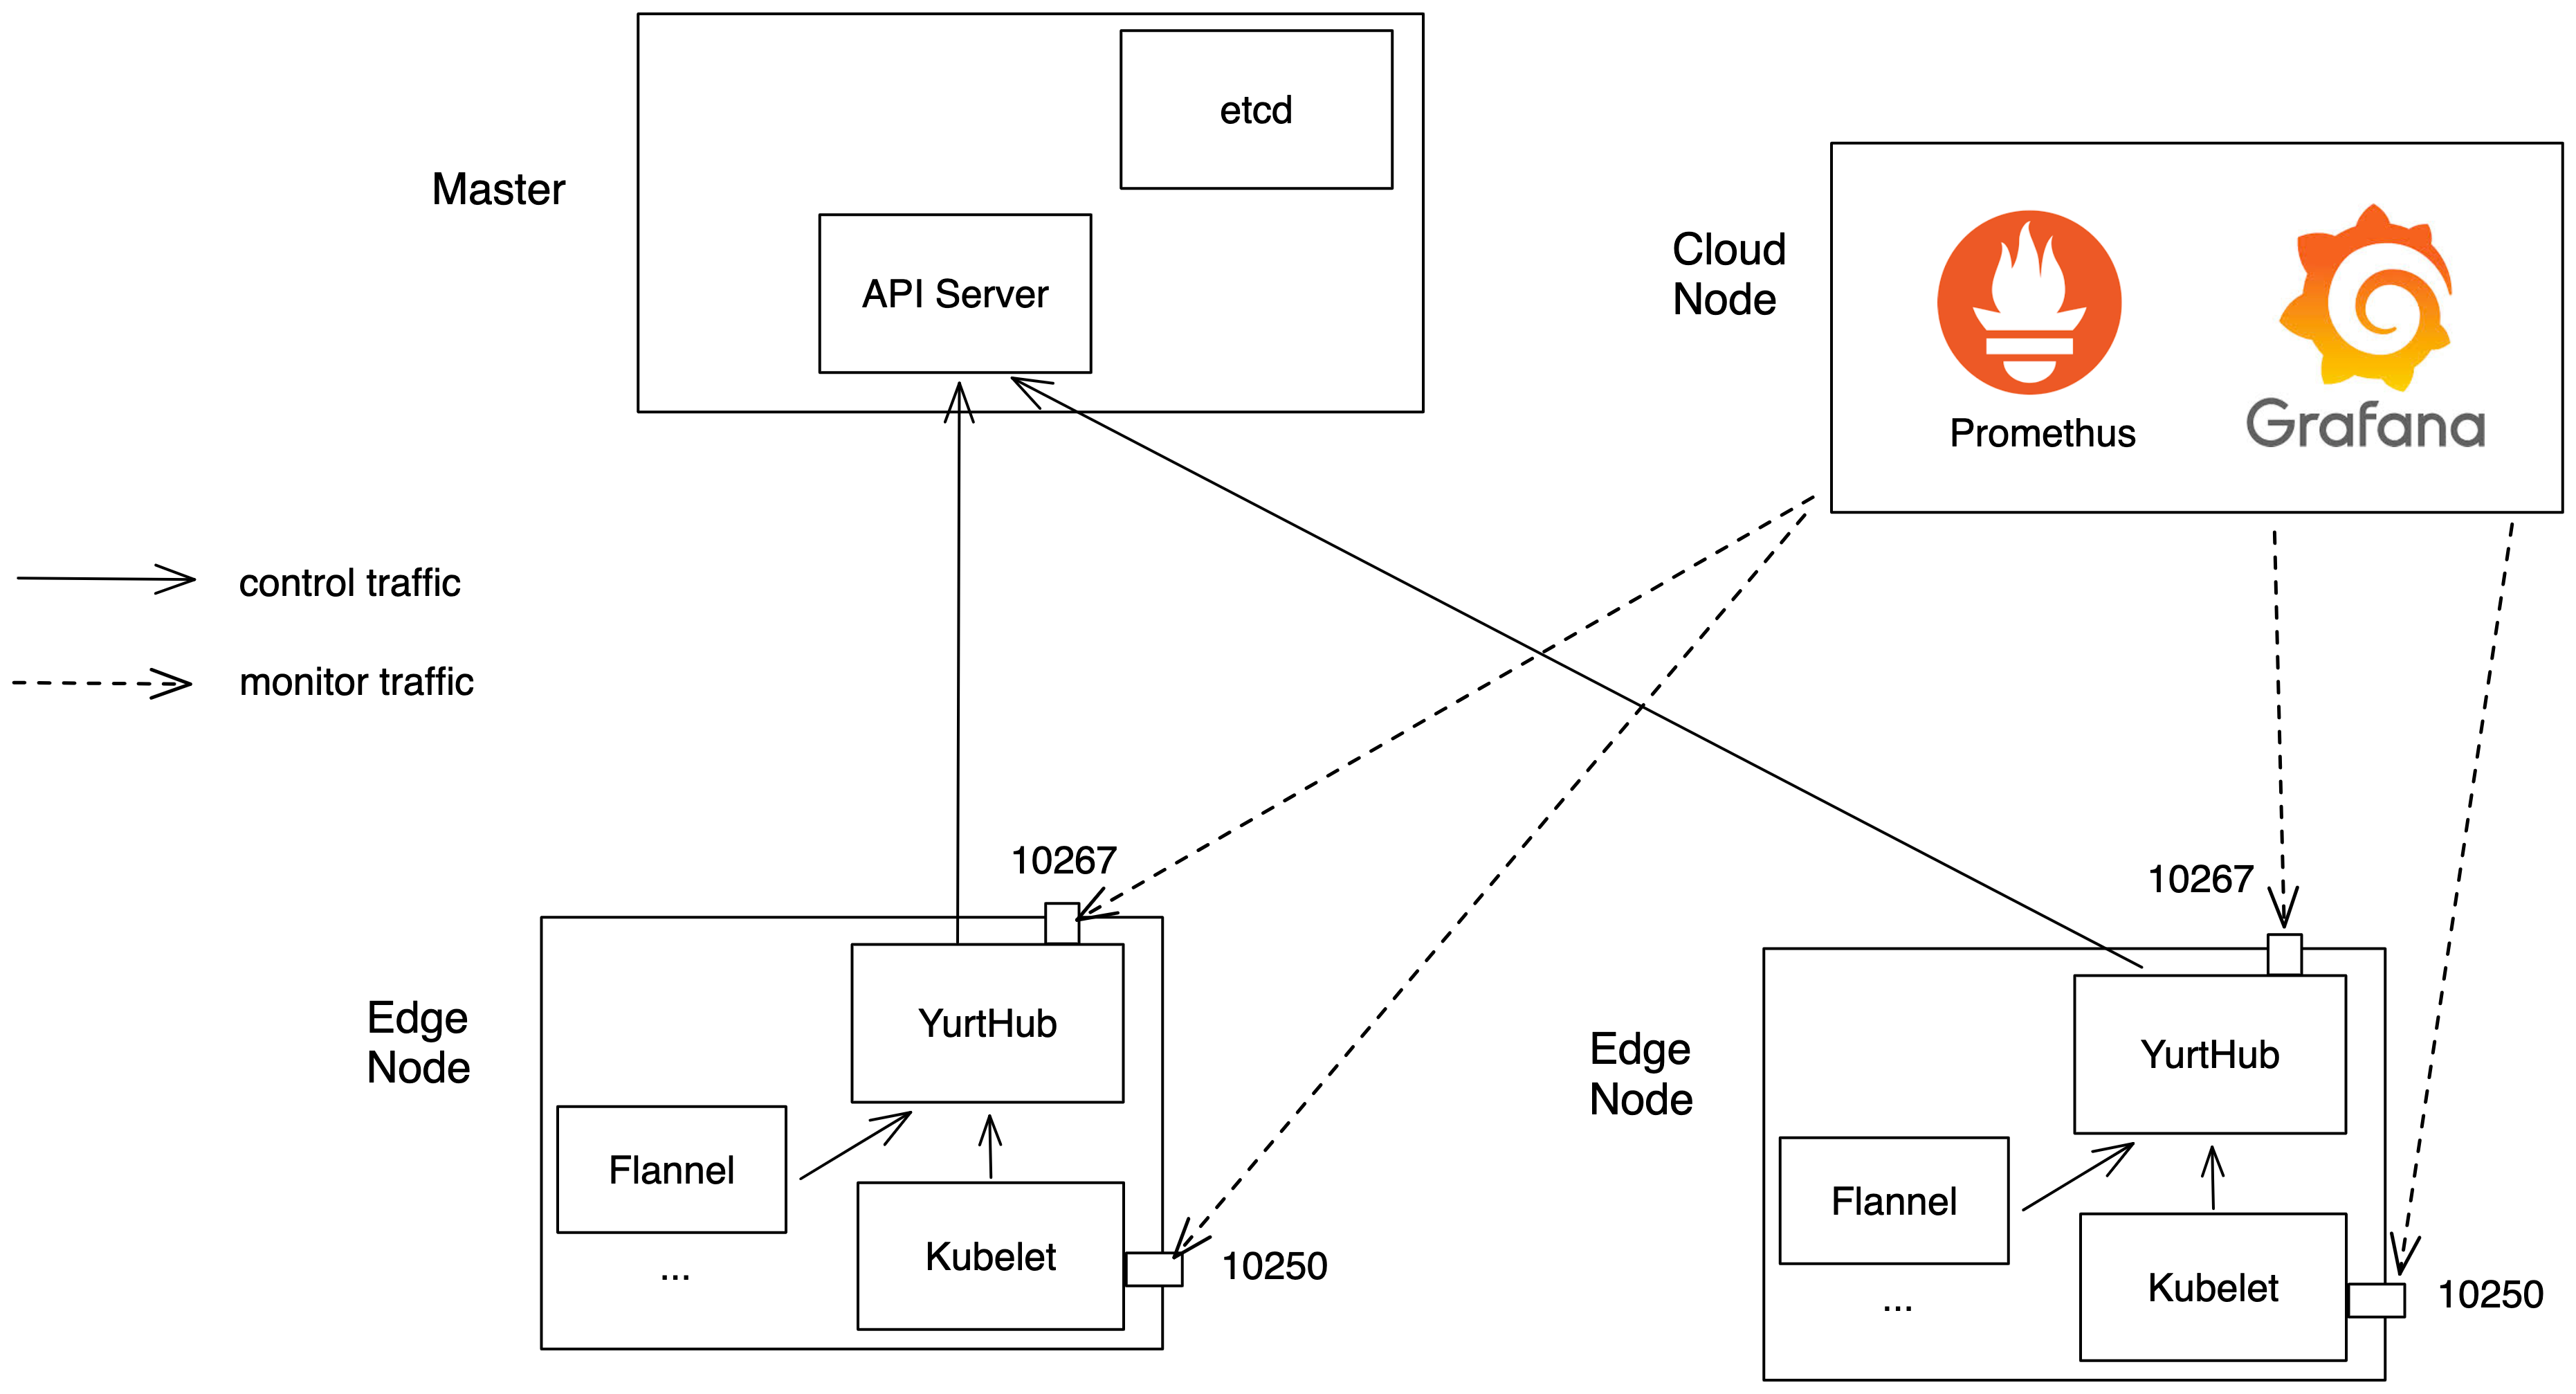 etcd
Master
API Server
Cloud
Node
Promethus
Grafana
control traffic
monitor traffic
10267
Edge
Node
YurtHub
Flannel
...
Kubelet
10250
10267
Edge
Node
YurtHub
Flannel
...
Kubelet
10250